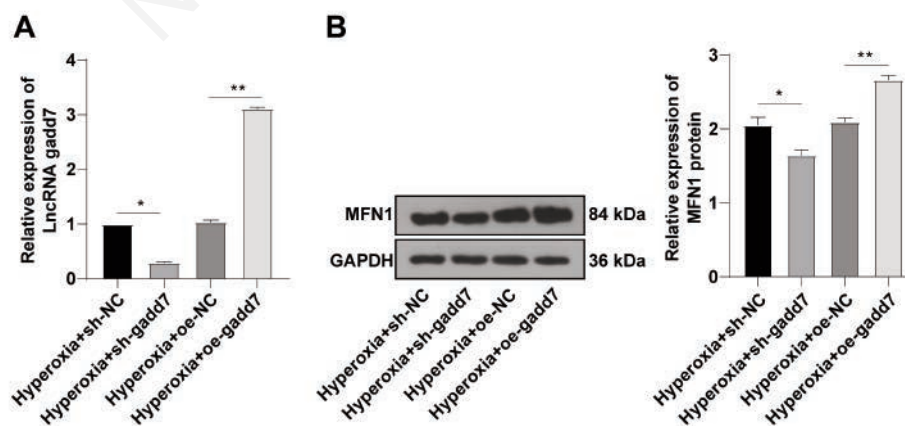 A
Relative expression of
LncRNA gadd7
4
3
2
1
0
*
**
Hyperoxia+sh-NC
Hyperoxia+sh-gadd7
Hyperoxia+oe-NC
Hyperoxia+oe-gadd7
B
MFN1 84 kDa
GAPDH 36 kDa
Hyperoxia+sh-NC
Hyperoxia+sh-gadd7
Hyperoxia+oe-NC
Hyperoxia+oe-gadd7
Relative expression of
MFN1 protein
3
2
1
0
*
**
Hyperoxia+sh-NC
Hyperoxia+sh-gadd7
Hyperoxia+oe-NC
Hyperoxia+oe-gadd7